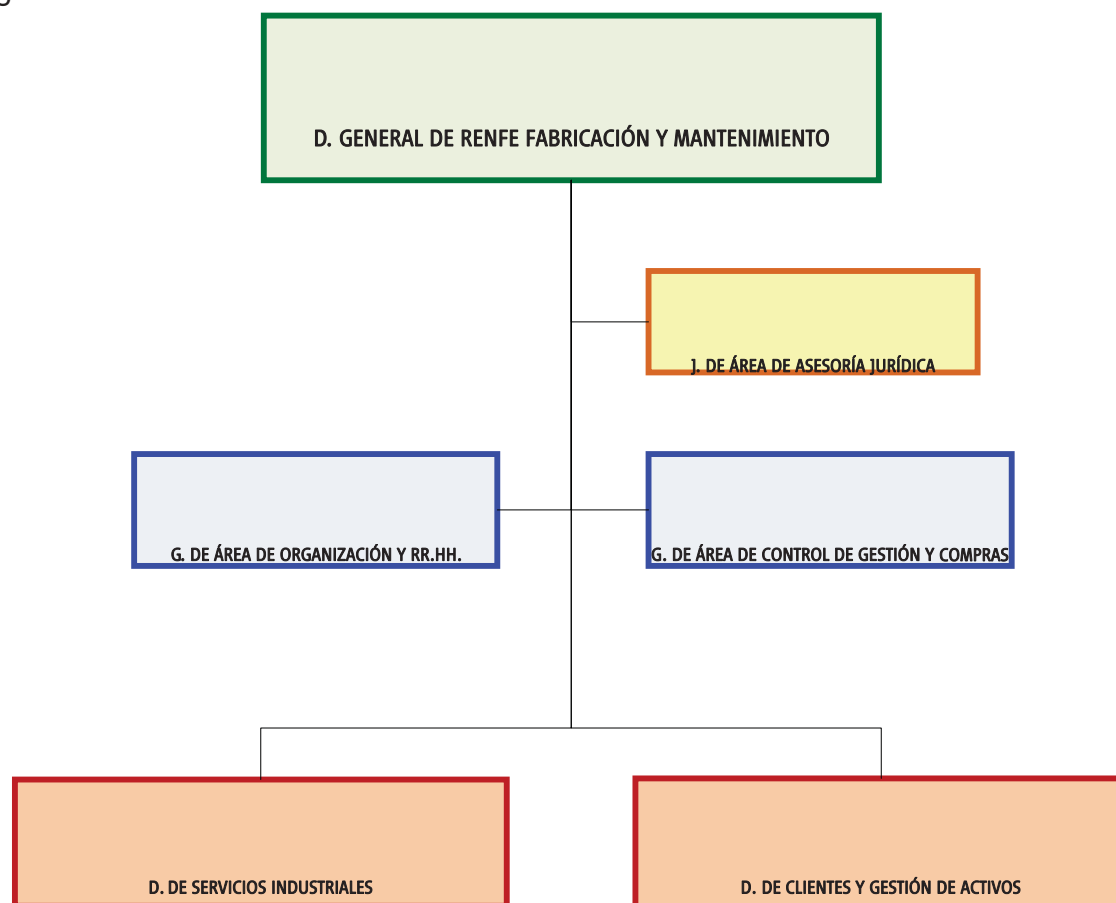 D. GENERAL DE RENFE FABRICACIÓN Y MANTENIMIENTO
J. DE ÁREA DE ASESORÍA JURÍDICA
G. DE ÁREA DE ORGANIZACIÓN Y RR.HH.
G. DE ÁREA DE CONTROL DE GESTIÓN Y COMPRAS
D. DE SERVICIOS INDUSTRIALES
D. DE CLIENTES Y GESTIÓN DE ACTIVOS